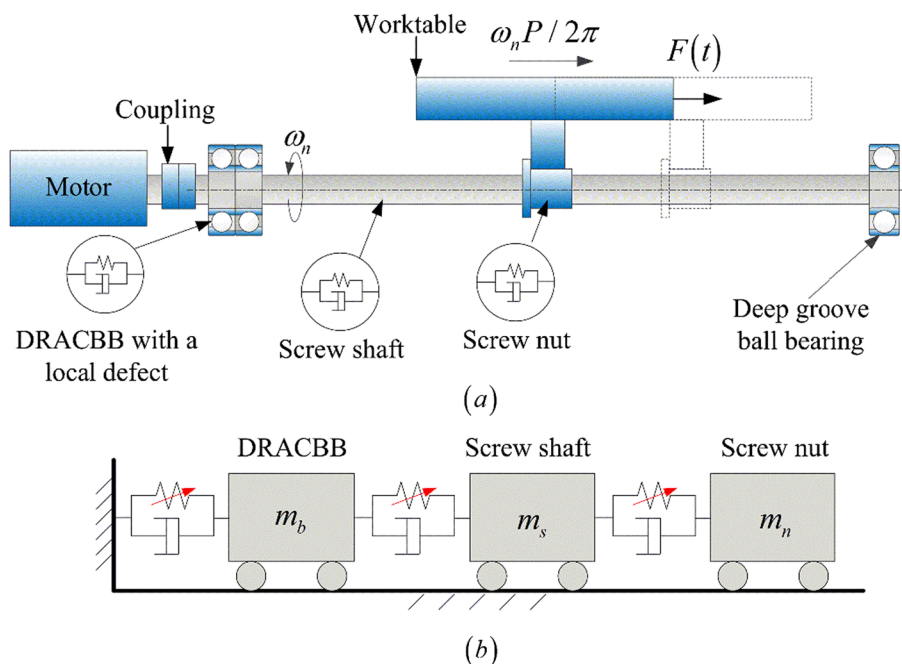 Worktable
ωₙP / 2π
F(t)
Coupling
ωₙ
Motor
DRACBB with a
local defect
Screw shaft
Screw nut
Deep groove
ball bearing
(a)
DRACBB
Screw shaft
Screw nut
m_b
mₛ
mₙ
(b)